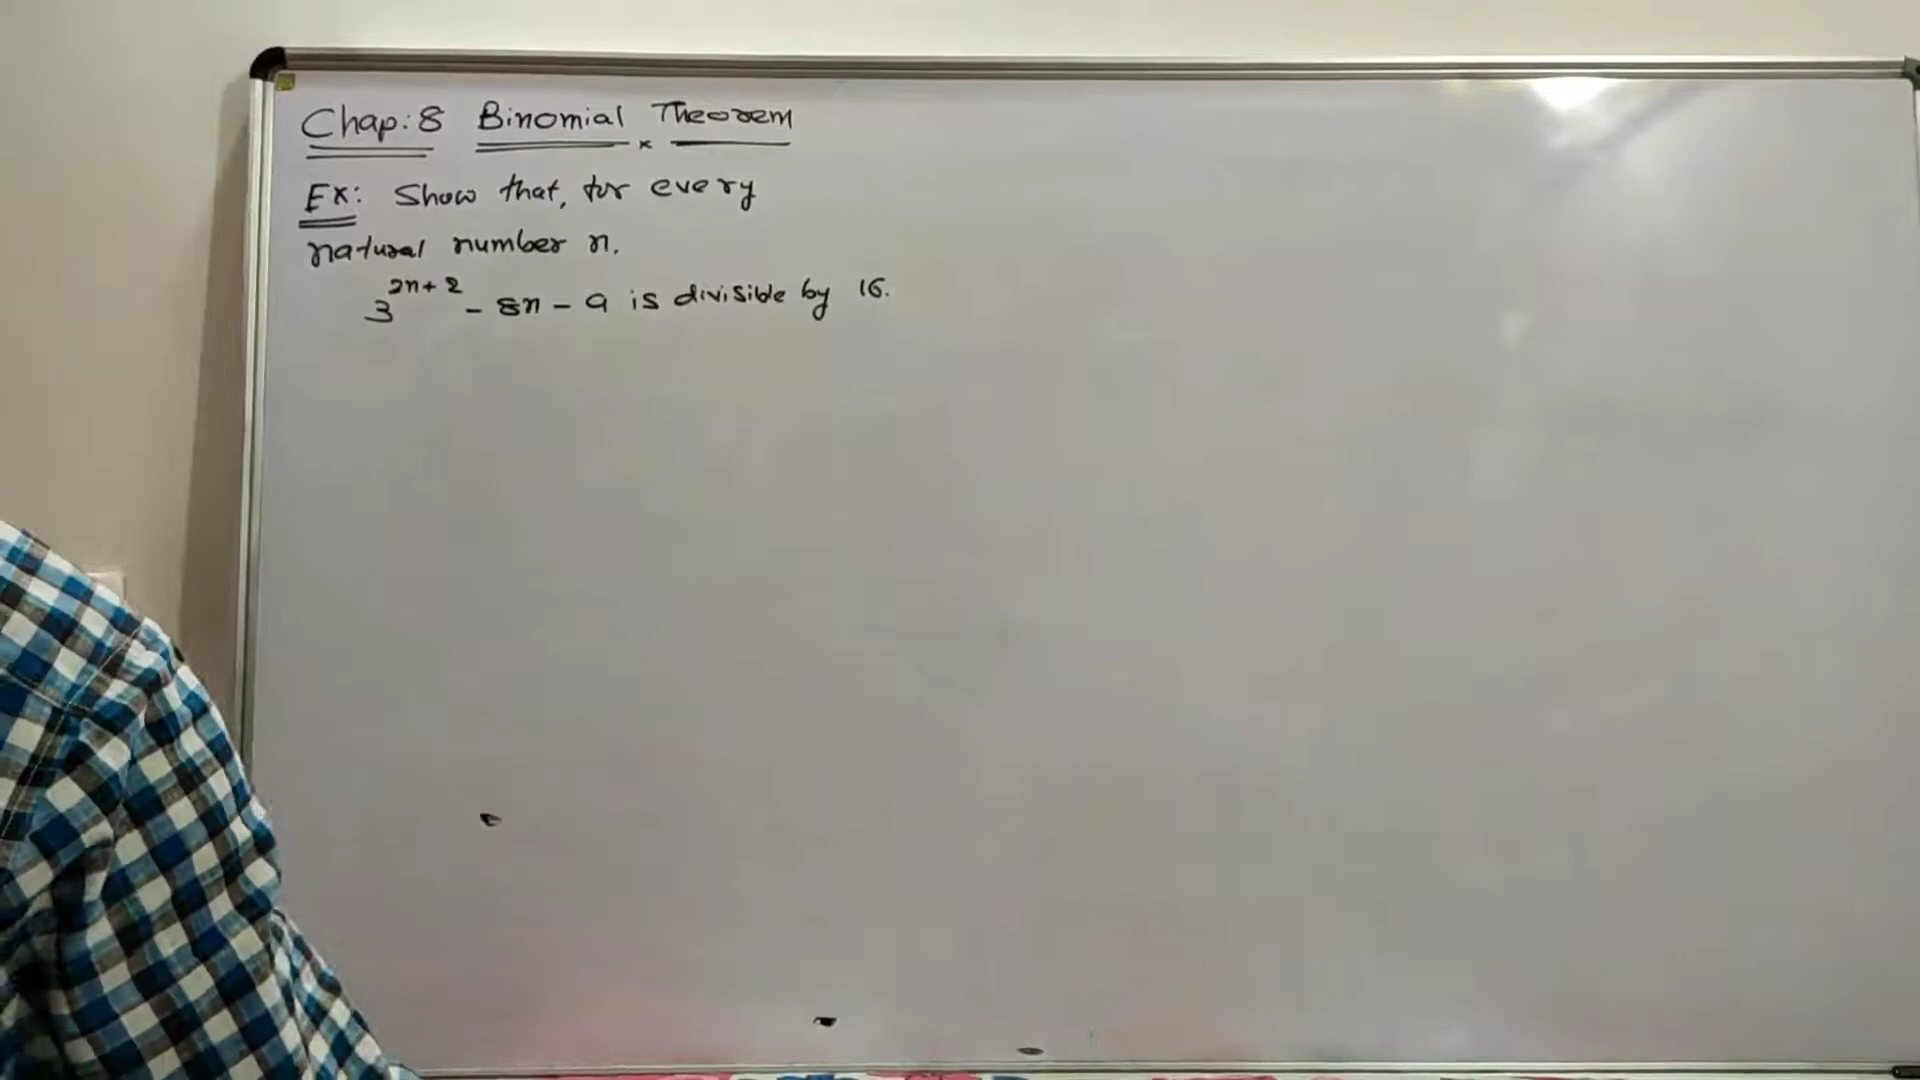 Chap:8 Binomial Theorem
Ex: Show that, for every
natural number n.
3^{2n+2} - 8n - 9 is divisible by 16.